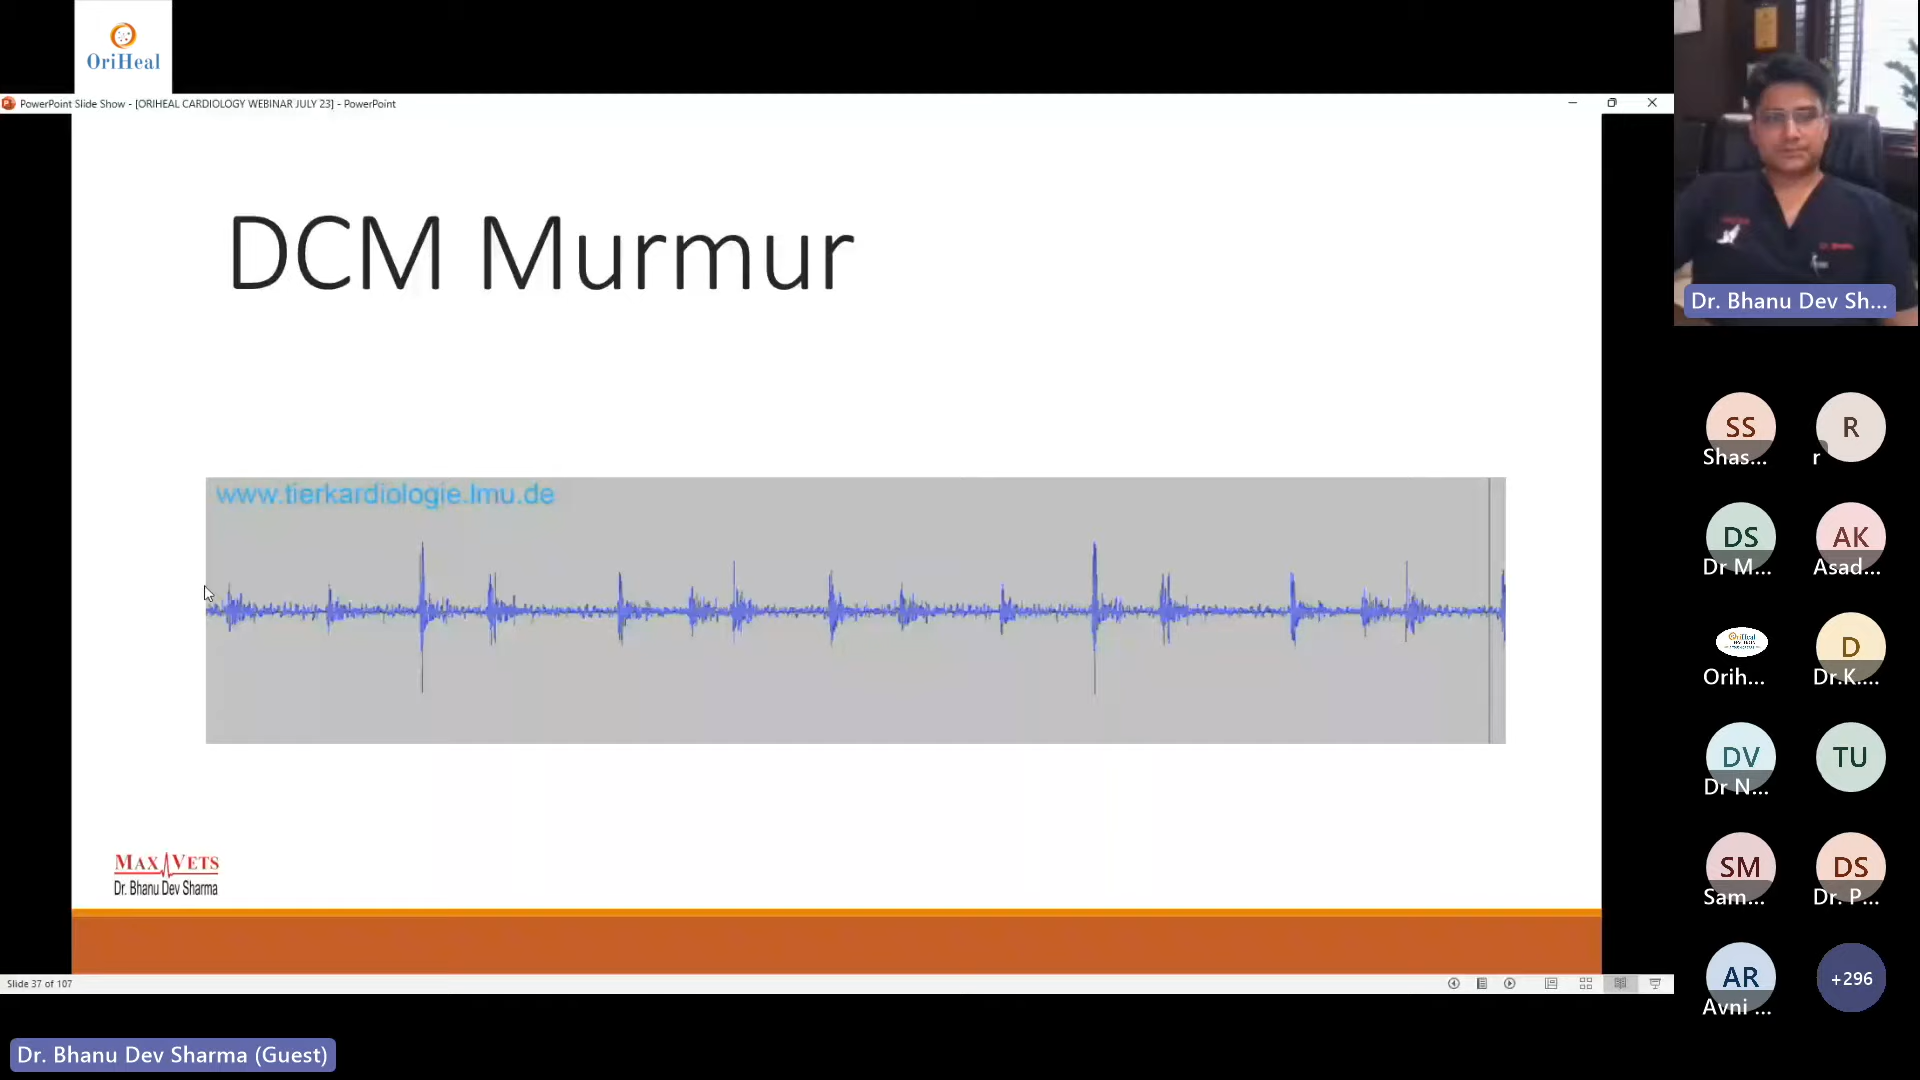 OriHeal
PowerPoint Slide Show - [ORIHEAL CARDIOLOGY WEBINAR JULY 23] - PowerPoint
DCM Murmur
www.tierkardiologie.lmu.de
MAX VETS
Dr. Bhanu Dev Sharma
Slide 37 of 107
Dr. Bhanu Dev Sharma (Guest)
Dr. Bhanu Dev Sh...
SS
Shas...
R
r
DS
Dr M...
AK
Asad...
OriHeal
Orih...
D
Dr.K....
DV
Dr N...
TU
SM
Sam...
DS
Dr. P...
AR
Avni ...
+296